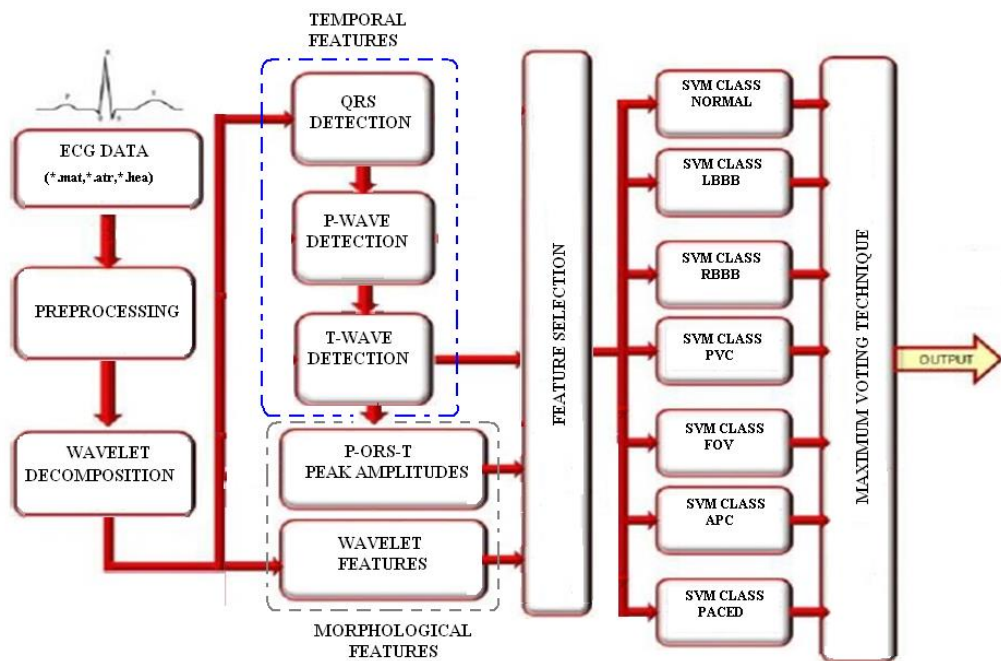 TEMPORAL
FEATURES
P
R
T
Q
S
ECG DATA
(*.mat,*.atr,*.hea)
PREPROCESSING
WAVELET
DECOMPOSITION
QRS
DETECTION
P-WAVE
DETECTION
T-WAVE
DETECTION
P-QRS-T
PEAK AMPLITUDES
WAVELET
FEATURES
MORPHOLOGICAL
FEATURES
FEATURE SELECTION
SVM CLASS
NORMAL
SVM CLASS
LBBB
SVM CLASS
RBBB
SVM CLASS
PVC
SVM CLASS
FOV
SVM CLASS
APC
SVM CLASS
PACED
MAXIMUM VOTING TECHNIQUE
OUTPUT